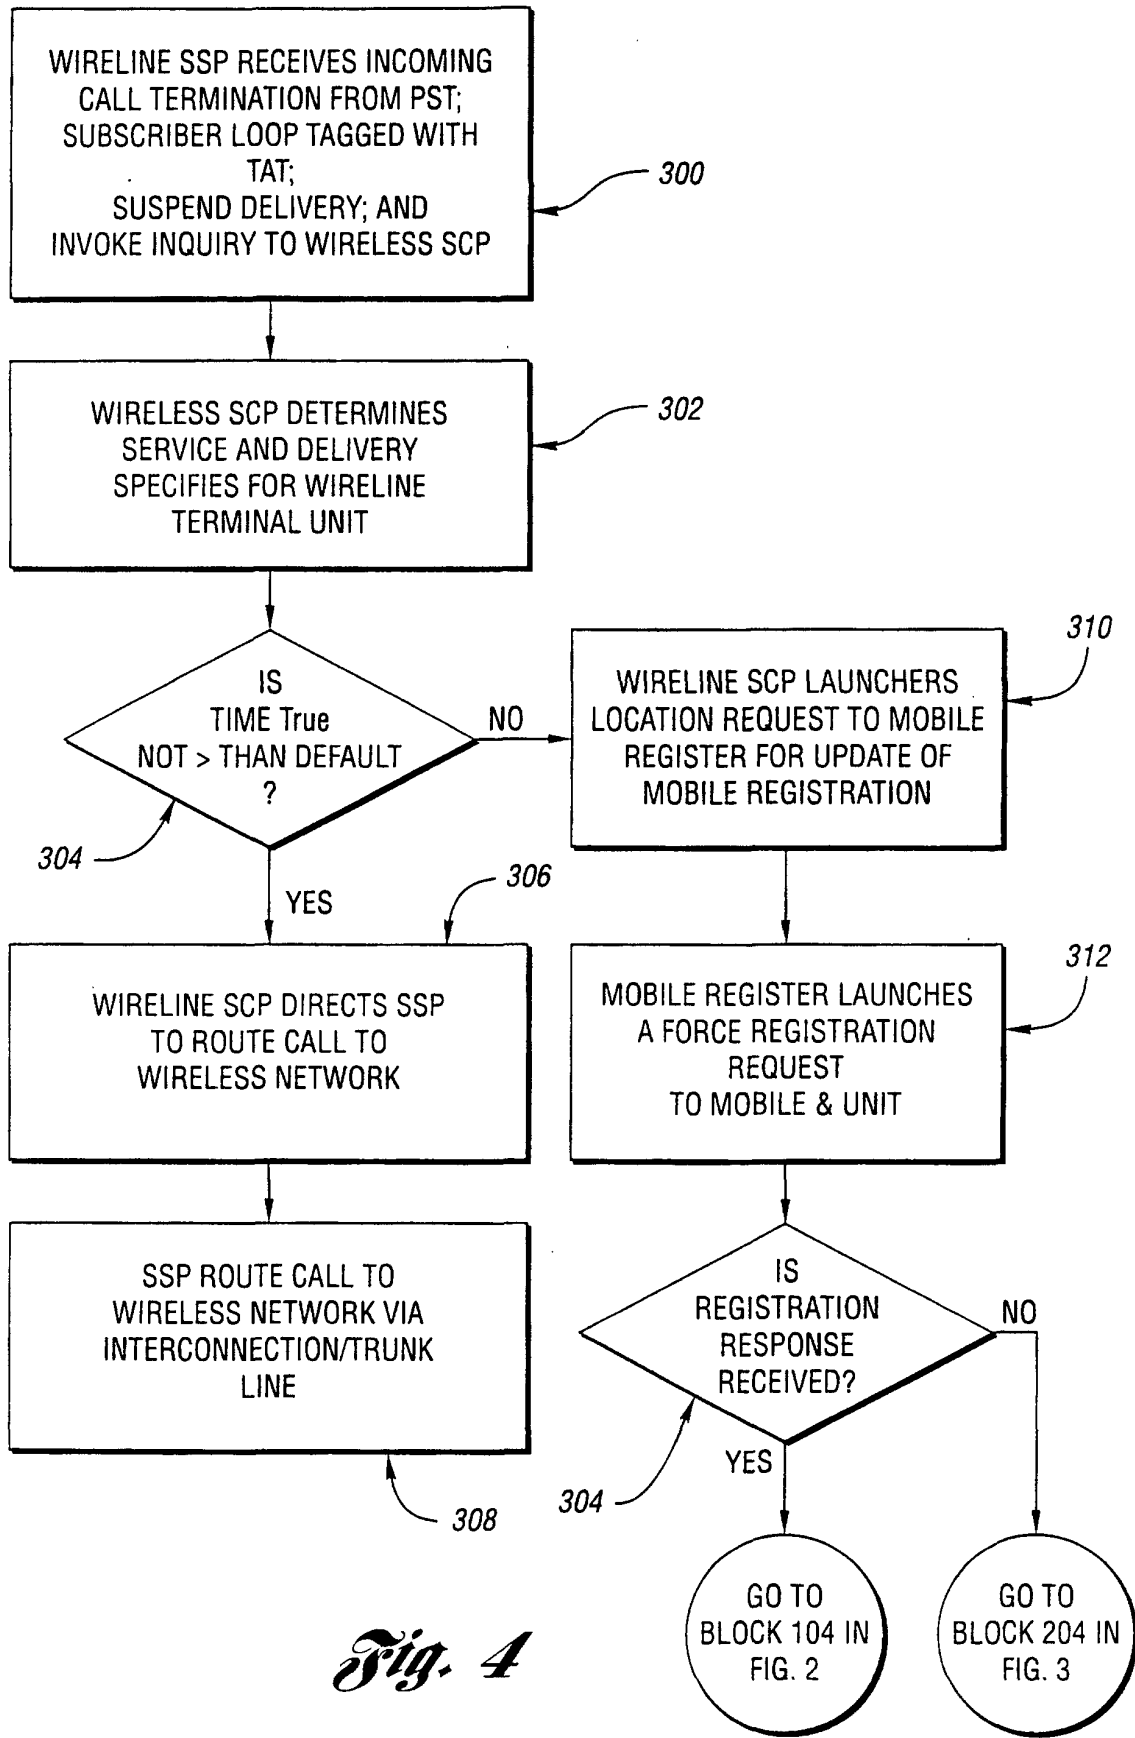 WIRELINE SSP RECEIVES INCOMING
CALL TERMINATION FROM PST;
SUBSCRIBER LOOP TAGGED WITH
TAT;
SUSPEND DELIVERY; AND
INVOKE INQUIRY TO WIRELESS SCP
300
WIRELESS SCP DETERMINES
SERVICE AND DELIVERY
SPECIFIES FOR WIRELINE
TERMINAL UNIT
302
IS
TIME True
NOT > THAN DEFAULT
?
304
NO
YES
WIRELINE SCP LAUNCHERS
LOCATION REQUEST TO MOBILE
REGISTER FOR UPDATE OF
MOBILE REGISTRATION
310
306
WIRELINE SCP DIRECTS SSP
TO ROUTE CALL TO
WIRELESS NETWORK
MOBILE REGISTER LAUNCHES
A FORCE REGISTRATION
REQUEST
TO MOBILE & UNIT
312
SSP ROUTE CALL TO
WIRELESS NETWORK VIA
INTERCONNECTION/TRUNK
LINE
308
IS
REGISTRATION
RESPONSE
RECEIVED?
NO
YES
304
GO TO
BLOCK 104 IN
FIG. 2
GO TO
BLOCK 204 IN
FIG. 3
Fig. 4